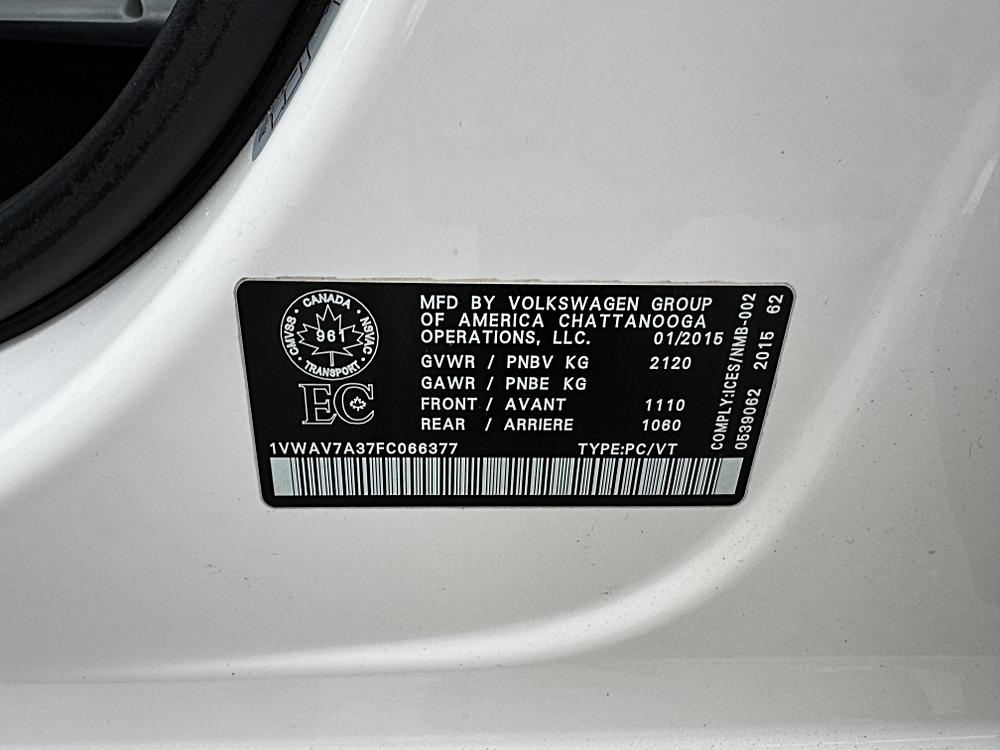 CANADA
CMVSS
NSVAC
961
TRANSPORT
EC
MFD BY VOLKSWAGEN GROUP
OF AMERICA CHATTANOOGA
OPERATIONS, LLC. 01/2015
GVWR / PNBV KG 2120
GAWR / PNBE KG
FRONT / AVANT 1110
REAR / ARRIERE 1060
1VWAV7A37FC066377 TYPE:PC/VT
COMPLY:ICES/NMB-002
0539062 2015 62